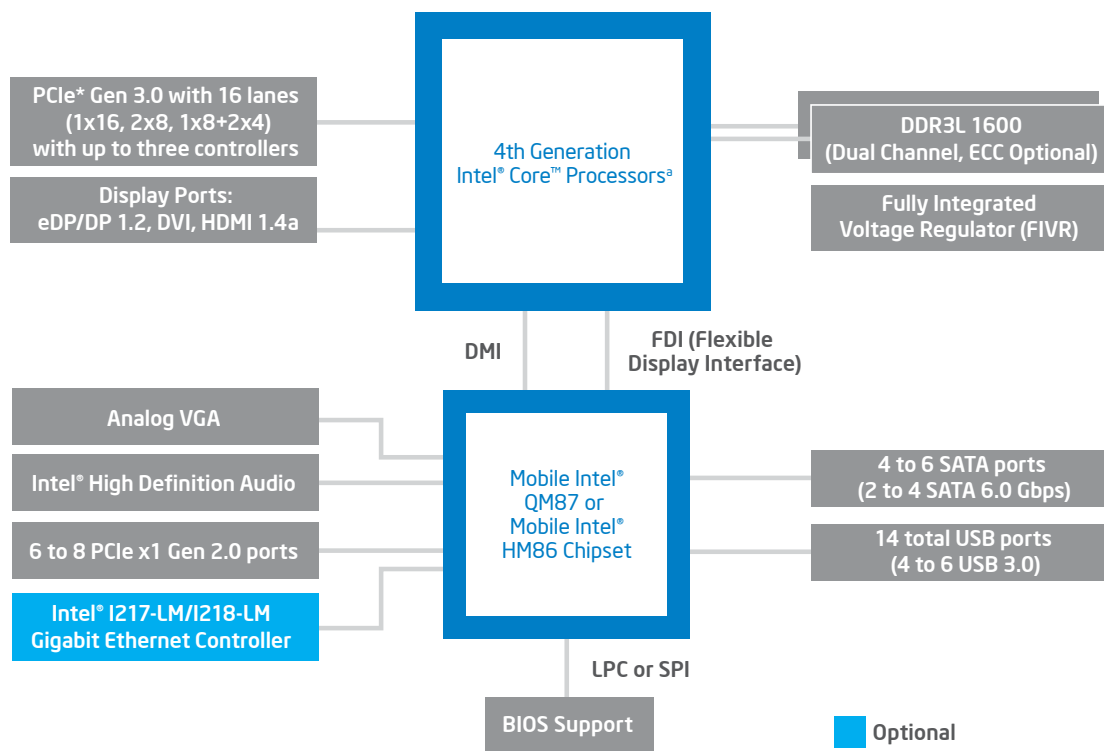 PCIe* Gen 3.0 with 16 lanes
(1x16, 2x8, 1x8+2x4)
with up to three controllers
Display Ports:
eDP/DP 1.2, DVI, HDMI 1.4a
4th Generation
Intel® Core™ Processorsª
DDR3L 1600
(Dual Channel, ECC Optional)
Fully Integrated
Voltage Regulator (FIVR)
DMI
FDI (Flexible
Display Interface)
Analog VGA
Intel® High Definition Audio
6 to 8 PCIe x1 Gen 2.0 ports
Intel® I217-LM/I218-LM
Gigabit Ethernet Controller
Mobile Intel®
QM87 or
Mobile Intel®
HM86 Chipset
4 to 6 SATA ports
(2 to 4 SATA 6.0 Gbps)
14 total USB ports
(4 to 6 USB 3.0)
LPC or SPI
BIOS Support
Optional